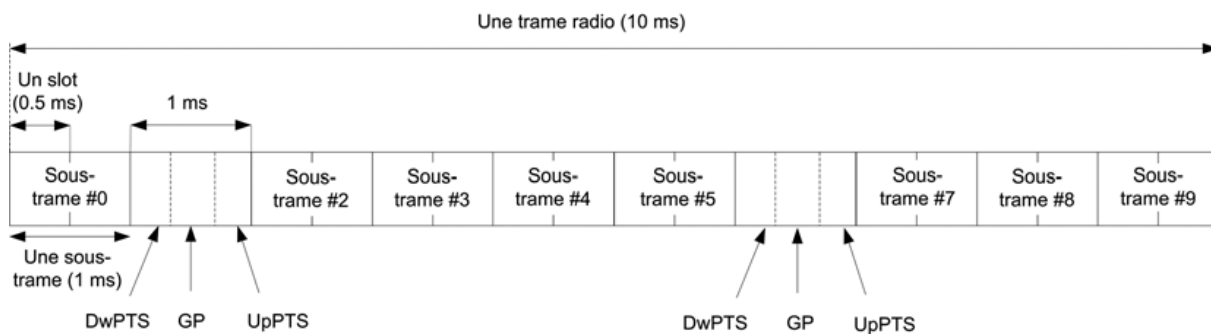 Une trame radio (10 ms)
Un slot
(0.5 ms)
1 ms
Sous-
trame #0
Sous-
trame #2
Sous-
trame #3
Sous-
trame #4
Sous-
trame #5
Sous-
trame #7
Sous-
trame #8
Sous-
trame #9
Une sous-
trame (1 ms)
DwPTS GP UpPTS
DwPTS GP UpPTS